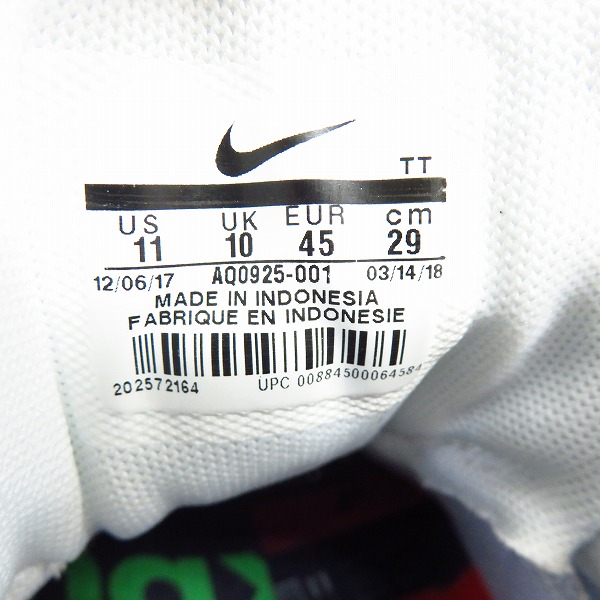 TT
US UK EUR cm
11 10 45 29
12/06/17 AQ0925-001 03/14/18
MADE IN INDONESIA
FABRIQUE EN INDONESIE
202572164 UPC 00884500064584